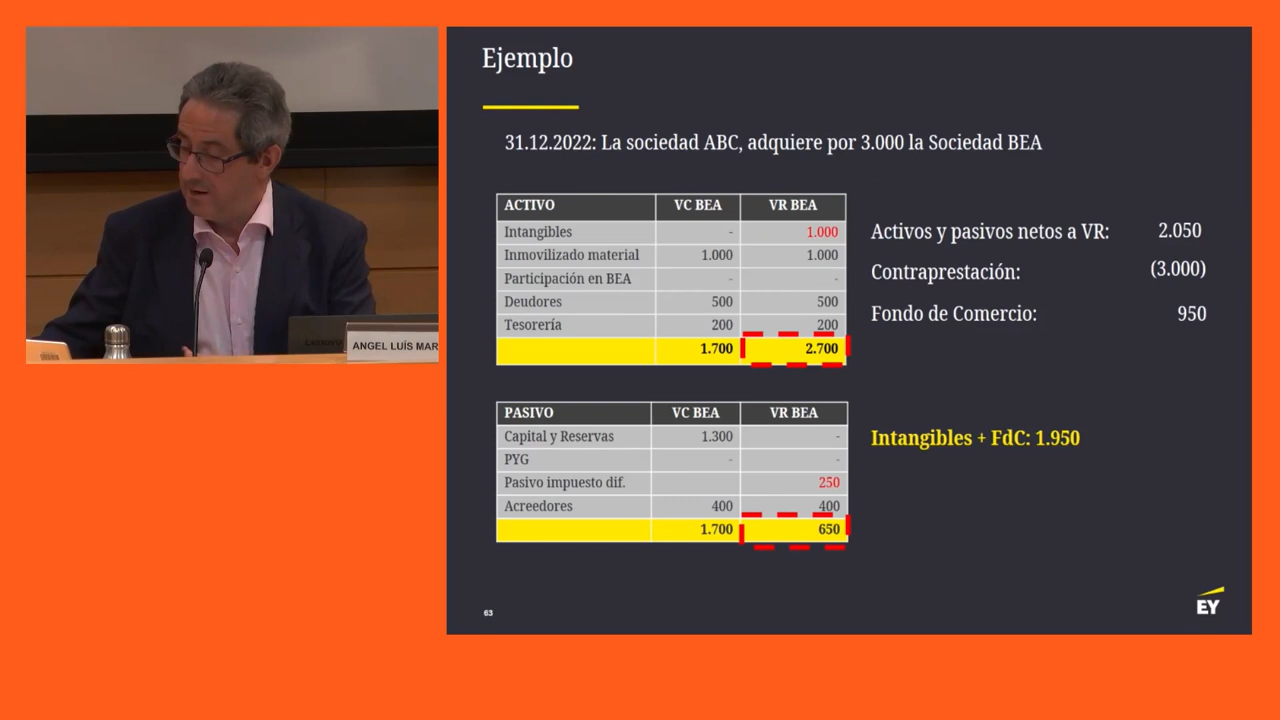 Ejemplo
31.12.2022: La sociedad ABC, adquiere por 3.000 la Sociedad BEA
ACTIVO VC BEA VR BEA
Intangibles - 1.000
Inmovilizado material 1.000 1.000
Participación en BEA - -
Deudores 500 500
Tesorería 200 200
1.700 2.700
Activos y pasivos netos a VR: 2.050
Contraprestación: (3.000)
Fondo de Comercio: 950
PASIVO VC BEA VR BEA
Capital y Reservas 1.300 -
PYG - -
Pasivo impuesto dif. 250
Acreedores 400 400
1.700 650
Intangibles + FdC: 1.950
63
EY
ANGEL LUÍS MAR